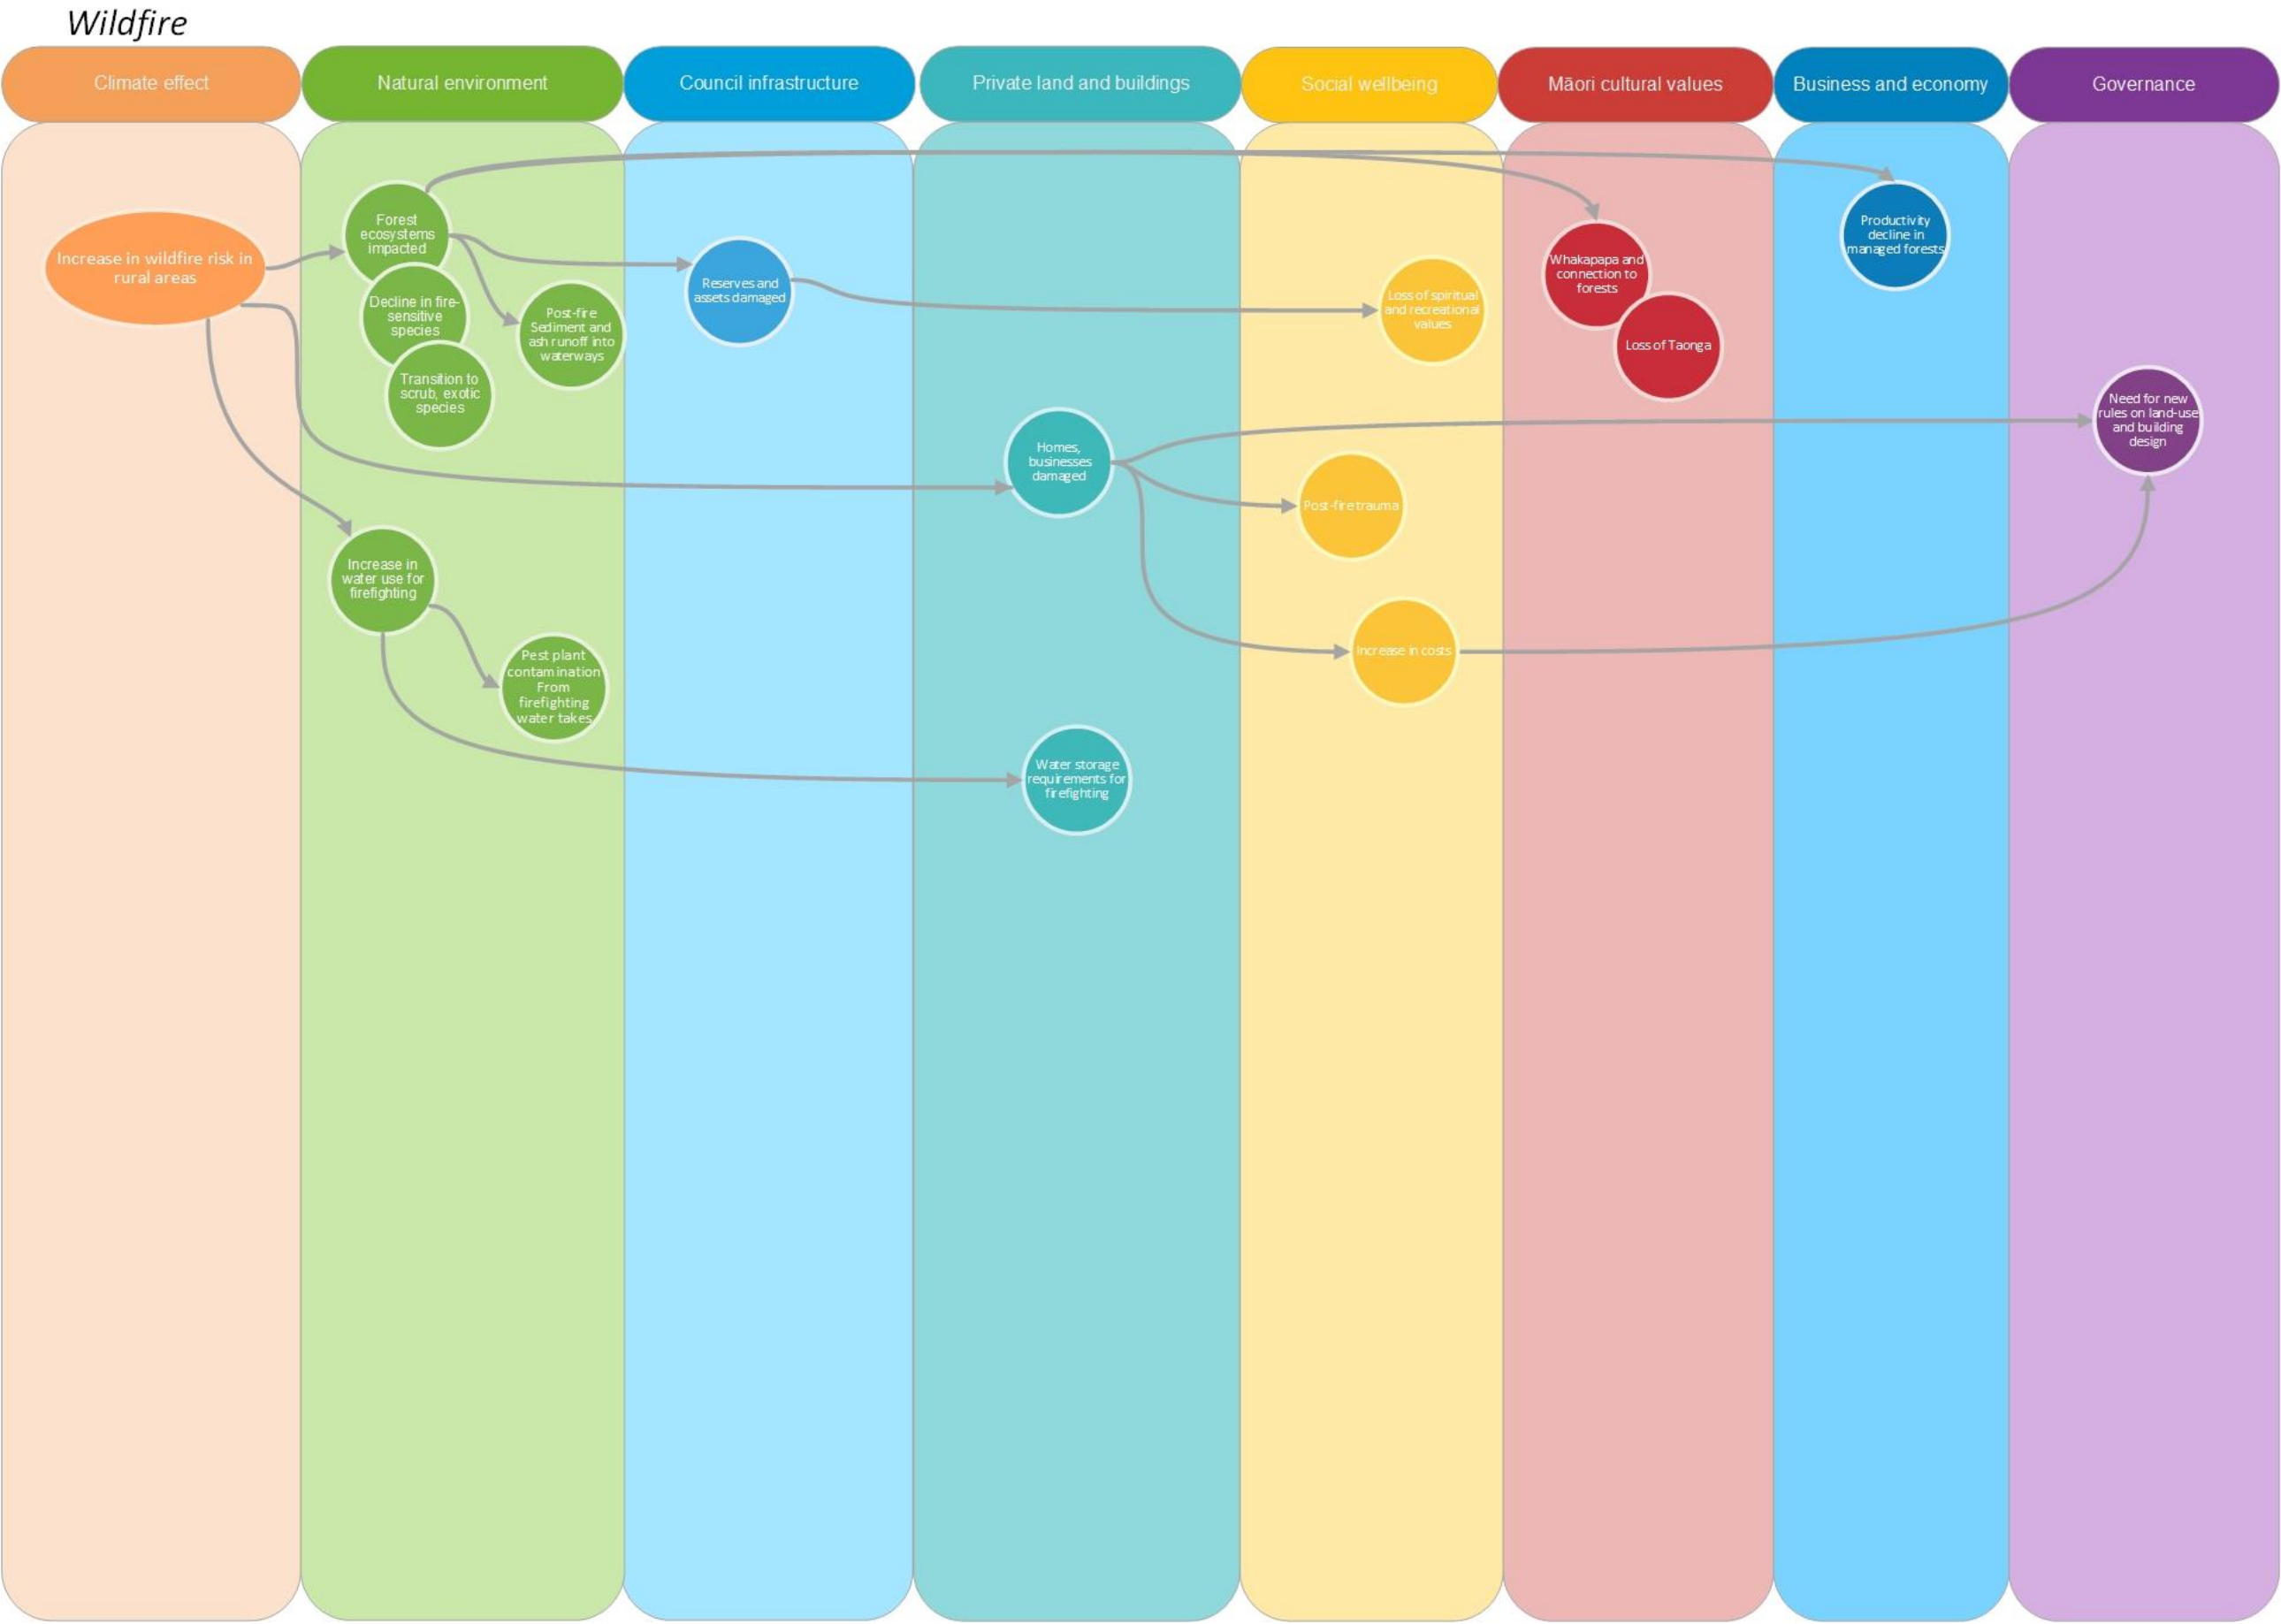 Wildfire
Climate effect
Natural environment
Council infrastructure
Private land and buildings
Social wellbeing
Māori cultural values
Business and economy
Governance
Increase in wildfire risk in
rural areas
Forest
ecosystems
impacted
Decline in fire-
sensitive
species
Transition to
scrub, exotic
species
Post-fire
Sediment and
ash runoff into
waterways
Increase in
water use for
firefighting
Pest plant
contamination
From
firefighting
water takes
Reserves and
assets damaged
Homes,
businesses
damaged
Water storage
requirements for
firefighting
Loss of spiritual
and recreational
values
Post-fire trauma
Increase in costs
Whakapapa and
connection to
forests
Loss of Taonga
Productivity
decline in
managed forests
Need for new
rules on land-use
and building
design